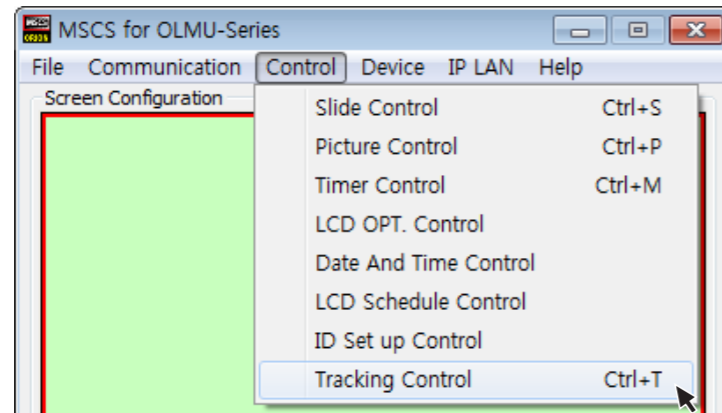 MSCS for OLMU-Series
File Communication Control Device IP LAN Help
Screen Configuration
Slide Control Ctrl+S
Picture Control Ctrl+P
Timer Control Ctrl+M
LCD OPT. Control
Date And Time Control
LCD Schedule Control
ID Set up Control
Tracking Control Ctrl+T